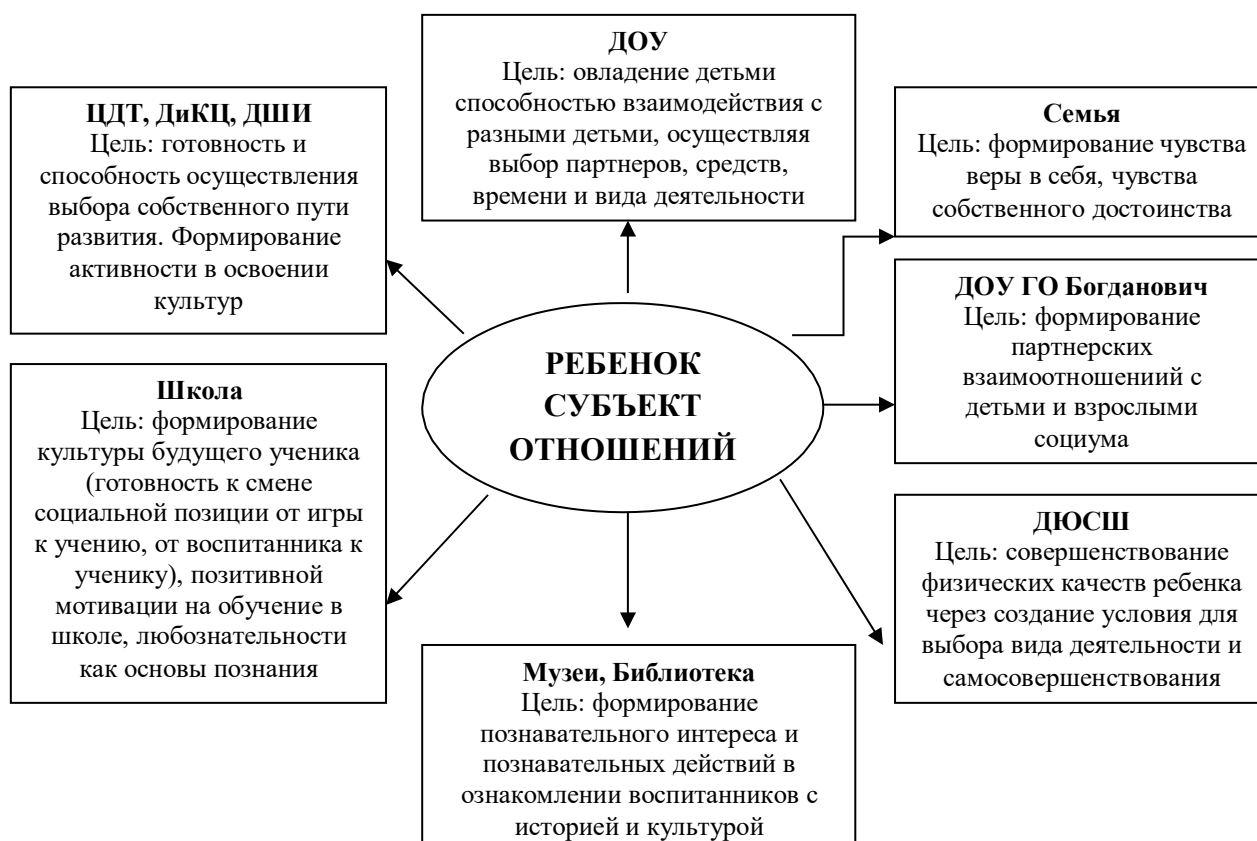 ДОУ
Цель: овладение детьми
способностью взаимодействия с
разными детьми, осуществляя
выбор партнеров, средств,
времени и вида деятельности
ЦДТ, ДиКЦ, ДШИ
Цель: готовность и
способность осуществления
выбора собственного пути
развития. Формирование
активности в освоении
культур
Семья
Цель: формирование чувства
веры в себя, чувства
собственного достоинства
ДОУ ГО Богданович
Цель: формирование
партнерских
взаимоотношениий с
детьми и взрослыми
социума
РЕБЕНОК
СУБЪЕКТ
ОТНОШЕНИЙ
Школа
Цель: формирование
культуры будущего ученика
(готовность к смене
социальной позиции от игры
к учению, от воспитанника к
ученику), позитивной
мотивации на обучение в
школе, любознательности
как основы познания
ДЮСШ
Цель: совершенствование
физических качеств ребенка
через создание условия для
выбора вида деятельности и
самосовершенствования
Музеи, Библиотека
Цель: формирование
познавательного интереса и
познавательных действий в
ознакомлении воспитанников с
историей и культурой